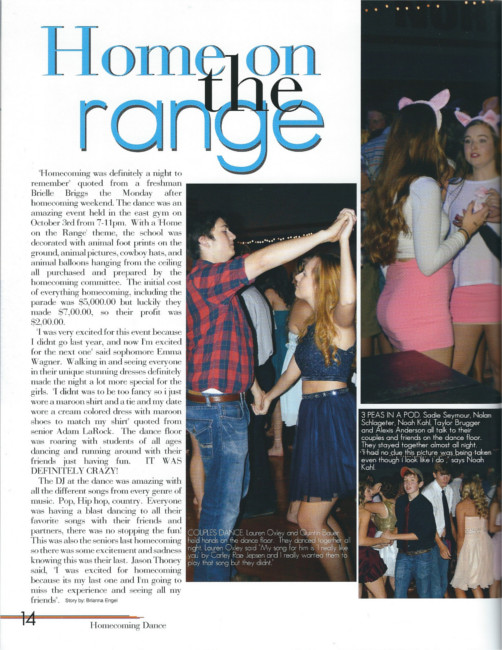 Home on
the
range
'Homecoming was definitely a night to
remember' quoted from a freshman
Brielle Briggs the Monday after
homecoming weekend. The dance was an
amazing event held in the east gym on
October 3rd from 7-11pm. With a 'Home
on the Range' theme, the school was
decorated with animal foot prints on the
ground, animal pictures, cowboy hats, and
animal balloons hanging from the ceiling
all purchased and prepared by the
homecoming committee. The initial cost
of everything homecoming, including the
parade was $5,000.00 but luckily they
made $7,00.00, so their profit was
$2,00.00.
'I was very excited for this event because
I didnt go last year, and now I'm excited
for the next one' said sophomore Emma
Wagner. Walking in and seeing everyone
in their unique stunning dresses definitely
made the night a lot more special for the
girls. 'I didnt was to be too fancy so i just
wore a maroon shirt and a tie and my date
wore a cream colored dress with maroon
shoes to match my shirt' quoted from
senior Adam LaRock. The dance floor
was roaring with students of all ages
dancing and running around with their
friends just having fun. IT WAS
DEFINITELY CRAZY!
The DJ at the dance was amazing with
all the different songs from every genre of
music. Pop, Hip hop, country. Everyone
was having a blast dancing to all their
favorite songs with their friends and
partners, there was no stopping the fun!
This was also the seniors last homecoming
so there was some excitement and sadness
knowing this was their last. Jason Thoney
said, 'I was excited for homecoming
because its my last one and I'm going to
miss the experience and seeing all my
friends'. Story by: Brianna Engel
COUPLES DANCE. Lauren Oxley and Quentin
hold hands on the dance floor. They danced together all
night. Lauren Oxley said 'My song for him is 'I really like
you' by Carley Rae Jepsen and I really wanted them to
play that song but they didnt.'
3 PEAS IN A POD. Sadie Seymour, Nolan
Schlageter, Noah Kohl, Taylor Brugger
and Alexis Anderson all talk to their
couples and friends on the dance floor.
They stayed together almost all night.
'I had no clue this picture was being taken
even though i look like i do ,' says Noah
Kohl.
14
Homecoming Dance